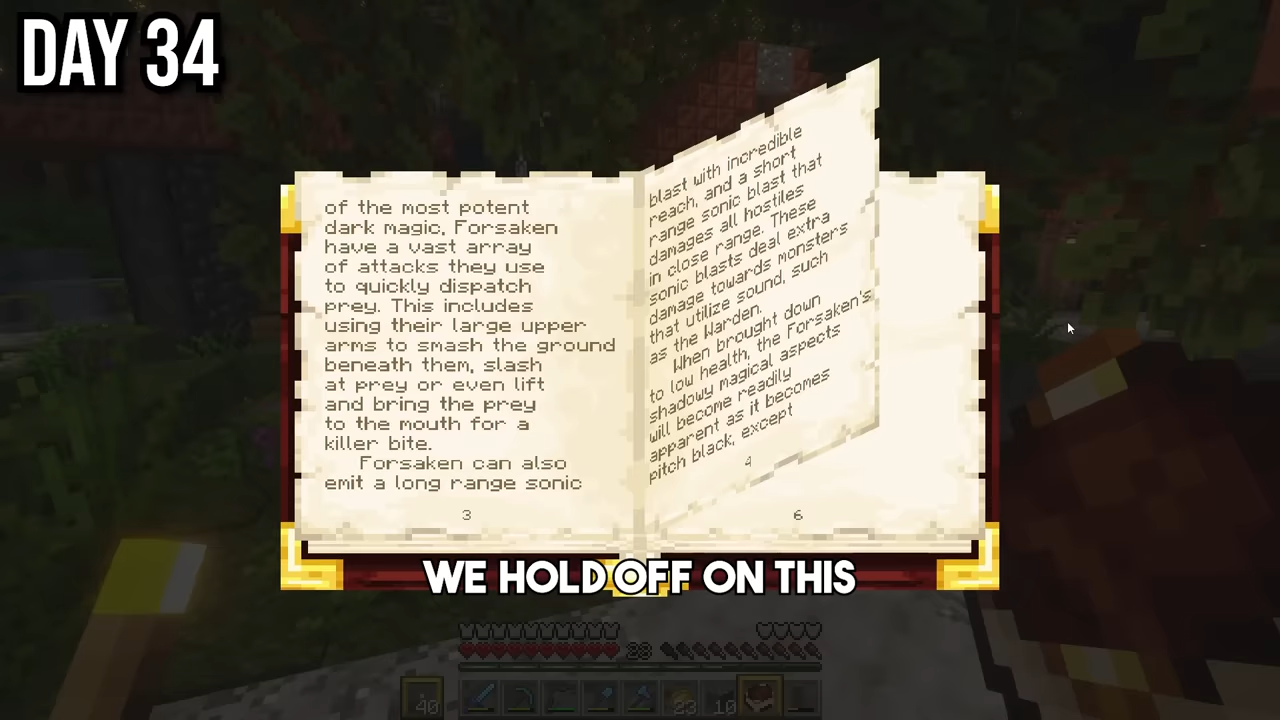 DAY 34
of the most potent
dark magic, Forsaken
have a vast array
of attacks they use
to quickly dispatch
prey. This includes
using their large upper
arms to smash the ground
beneath them, slash
at prey or even lift
and bring the prey
to the mouth for a
killer bite.
Forsaken can also
emit a long range sonic
3
blast with incredible
reach, and a short
range sonic blast that
damages all hostiles
in close range. These
sonic blasts deal extra
damage towards monsters
that utilize sound, such
as the Warden.
When brought down
to low health, the Forsaken's
shadowy magical aspects
will become readily
apparent as it becomes
pitch black, except
4
6
WE HOLD OFF ON THIS
28
40
23
10